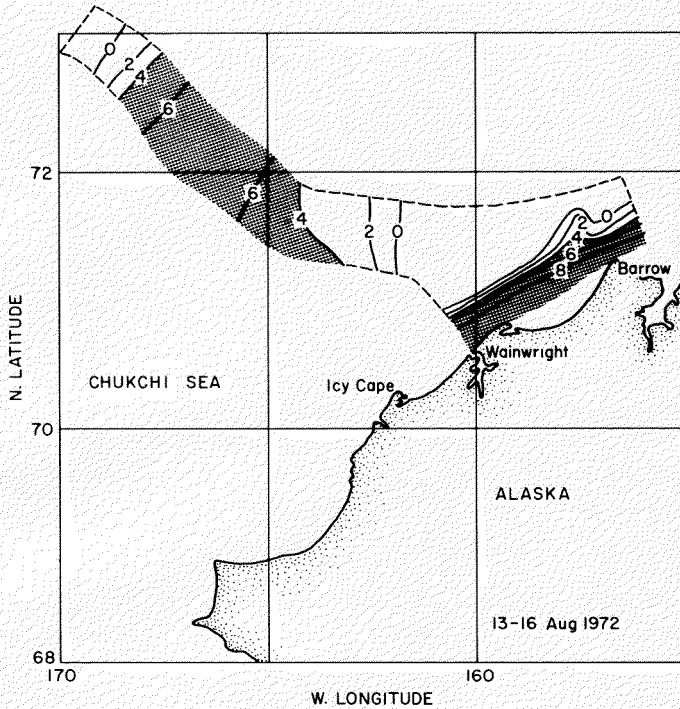 0
2
4
6
72
6
4
2
0
0
2
4
6
8
Barrow
Wainwright
Icy Cape
CHUKCHI SEA
N. LATITUDE
70
ALASKA
13-16 Aug 1972
68
170
160
W. LONGITUDE